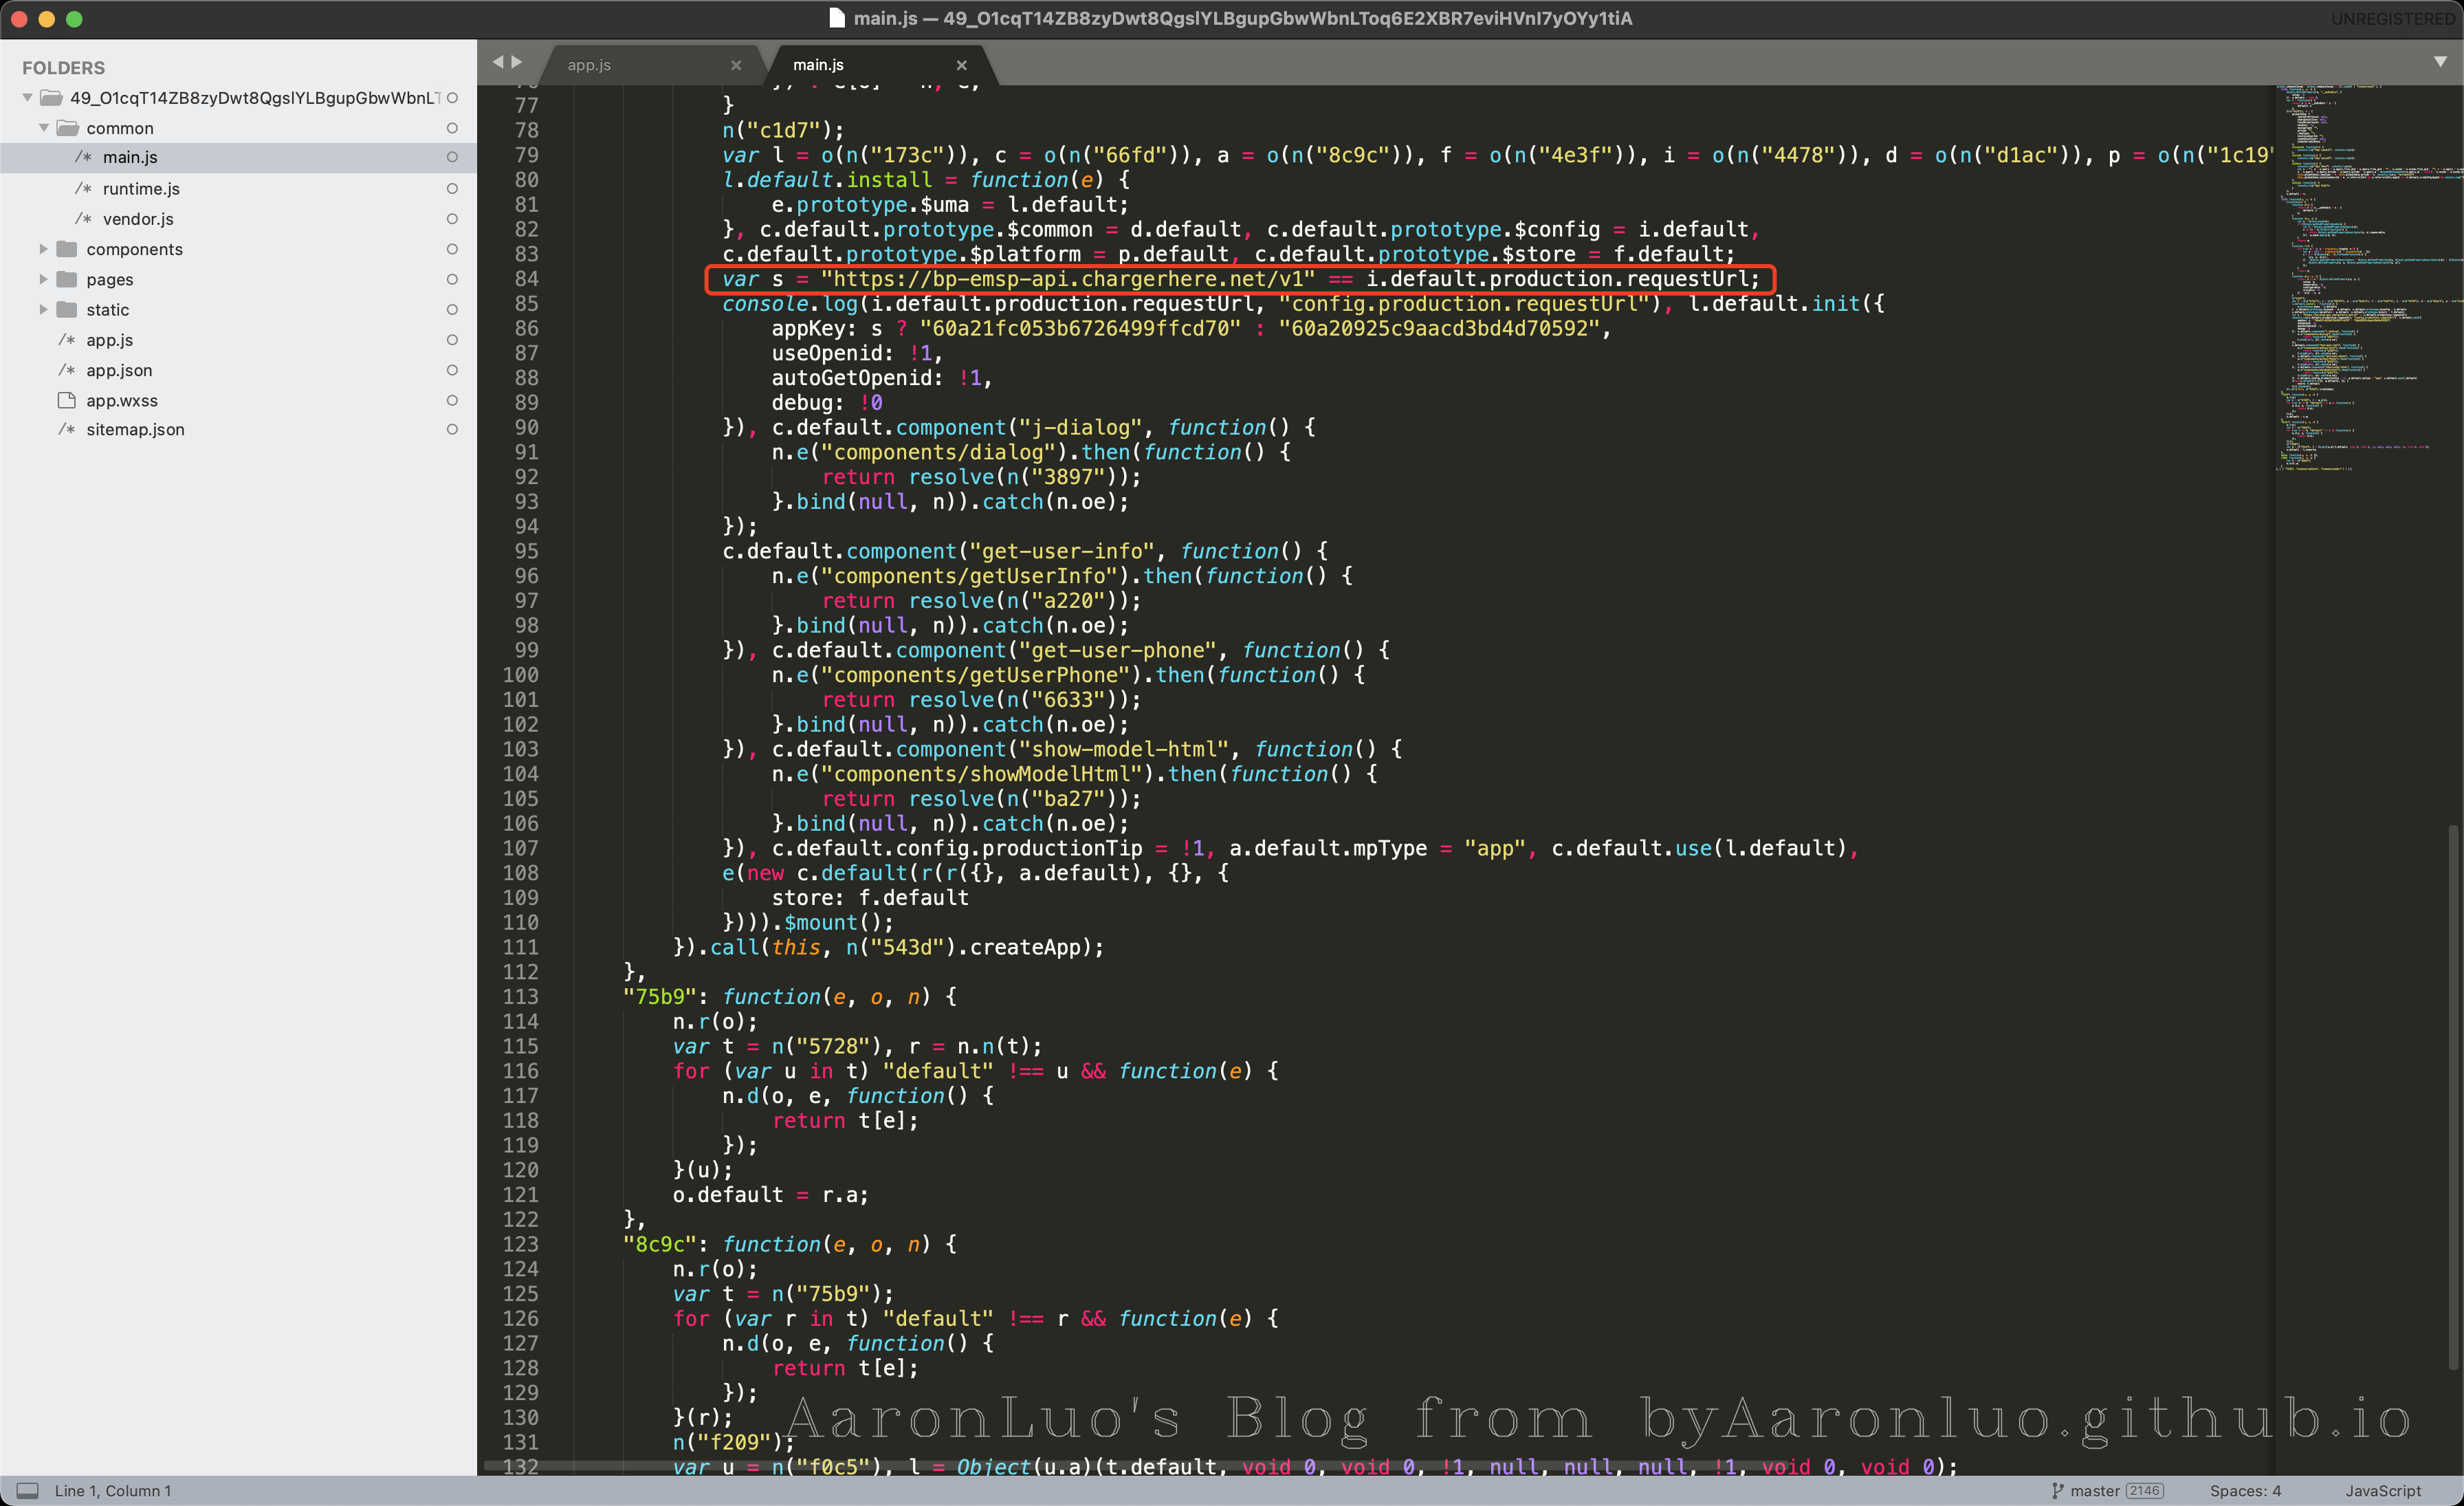 main.js — 49_O1cqT14ZB8zyDwt8QgslYLBgupGbwWbnLToq6E2XBR7eviHVnI7yOYy1tiA
UNREGISTERED
FOLDERS
49_O1cqT14ZB8zyDwt8QgslYLBgupGbwWbnLT
common
/* main.js
/* runtime.js
/* vendor.js
components
pages
static
/* app.js
/* app.json
app.wxss
/* sitemap.json
app.js ×
main.js ×
77 }
78 n("c1d7");
79 var l = o(n("173c")), c = o(n("66fd")), a = o(n("8c9c")), f = o(n("4e3f")), i = o(n("4478")), d = o(n("d1ac")), p = o(n("1c19"
80 l.default.install = function(e) {
81 e.prototype.$uma = l.default;
82 }, c.default.prototype.$common = d.default, c.default.prototype.$config = i.default,
83 c.default.prototype.$platform = p.default, c.default.prototype.$store = f.default;
84 var s = "https://bp-emsp-api.chargerhere.net/v1" == i.default.production.requestUrl;
85 console.log(i.default.production.requestUrl, "config.production.requestUrl"), l.default.init({
86 appKey: s ? "60a21fc053b6726499ffcd70" : "60a20925c9aacd3bd4d70592",
87 useOpenid: !1,
88 autoGetOpenid: !1,
89 debug: !0
90 }), c.default.component("j-dialog", function() {
91 n.e("components/dialog").then(function() {
92 return resolve(n("3897"));
93 }.bind(null, n)).catch(n.oe);
94 });
95 c.default.component("get-user-info", function() {
96 n.e("components/getUserInfo").then(function() {
97 return resolve(n("a220"));
98 }.bind(null, n)).catch(n.oe);
99 }), c.default.component("get-user-phone", function() {
100 n.e("components/getUserPhone").then(function() {
101 return resolve(n("6633"));
102 }.bind(null, n)).catch(n.oe);
103 }), c.default.component("show-model-html", function() {
104 n.e("components/showModelHtml").then(function() {
105 return resolve(n("ba27"));
106 }.bind(null, n)).catch(n.oe);
107 }), c.default.config.productionTip = !1, a.default.mpType = "app", c.default.use(l.default),
108 e(new c.default(r(r({}, a.default), {}, {
109 store: f.default
110 }))).$mount();
111 }).call(this, n("543d").createApp);
112 },
113 "75b9": function(e, o, n) {
114 n.r(o);
115 var t = n("5728"), r = n.n(t);
116 for (var u in t) "default" !== u && function(e) {
117 n.d(o, e, function() {
118 return t[e];
119 });
120 }(u);
121 o.default = r.a;
122 },
123 "8c9c": function(e, o, n) {
124 n.r(o);
125 var t = n("75b9");
126 for (var r in t) "default" !== r && function(e) {
127 n.d(o, e, function() {
128 return t[e];
129 });
130 }(r);
131 n("f209");
132 var u = n("f0c5"), l = Object(u.a)(t.default, void 0, void 0, !1, null, null, null, !1, void 0, void 0);
AaronLuo's Blog from byAaronluo.github.io
Line 1, Column 1
master 2146
Spaces: 4
JavaScript